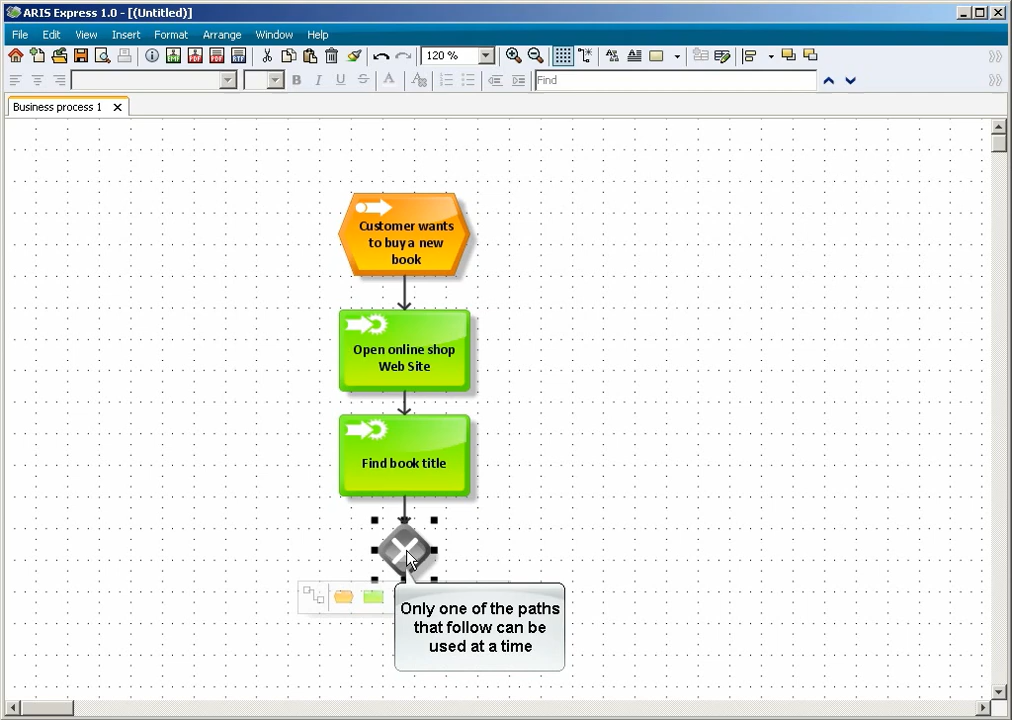 ARIS Express 1.0 - [(Untitled)]
File Edit View Insert Format Arrange Window Help
120 %
B I U S A Find
Business process 1
Customer wants
to buy a new
book
Open online shop
Web Site
Find book title
Only one of the paths
that follow can be
used at a time